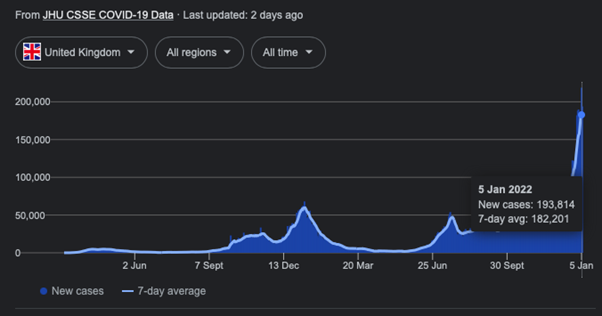 From JHU CSSE COVID-19 Data · Last updated: 2 days ago
United Kingdom All regions All time
200,000
150,000
100,000
5 Jan 2022
New cases: 193,814
7-day avg: 182,201
50,000
0
2 Jun 7 Sept 13 Dec 20 Mar 25 Jun 30 Sept 5 Jan
New cases 7-day average